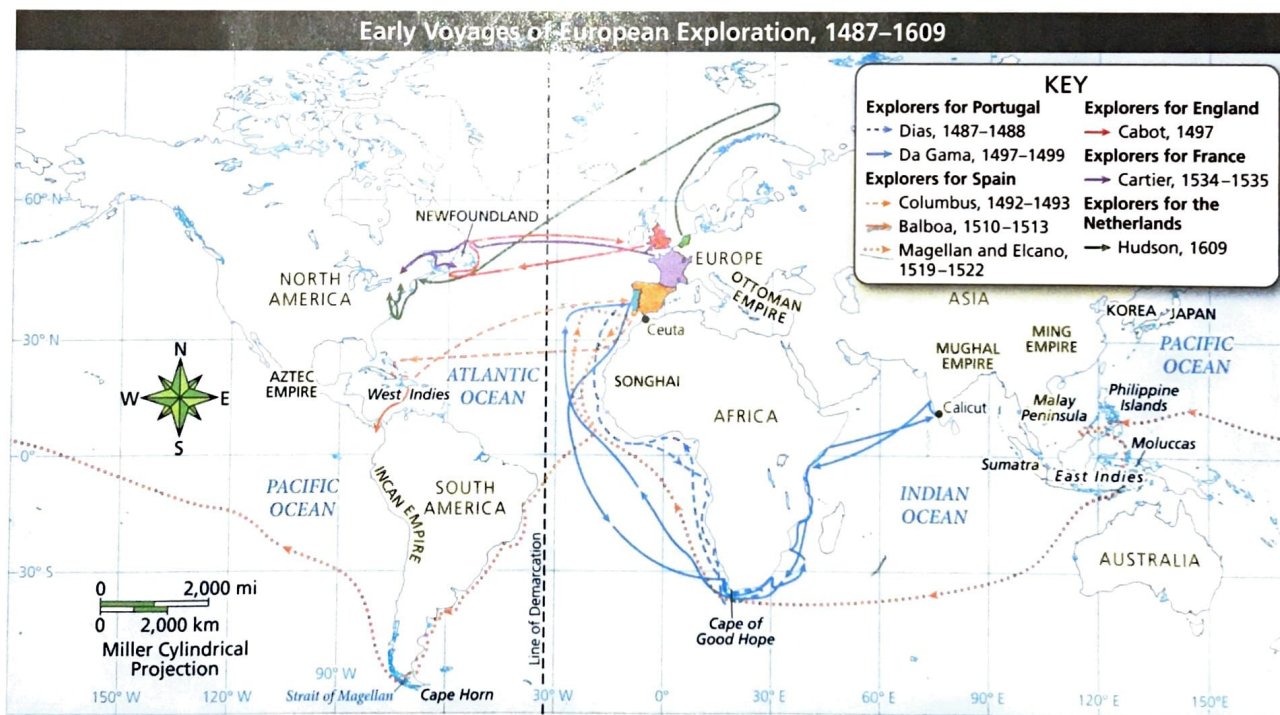 Early Voyages of European Exploration, 1487–1609
KEY
Explorers for Portugal
Dias, 1487–1488
Da Gama, 1497–1499
Explorers for Spain
Columbus, 1492–1493
Balboa, 1510–1513
Magellan and Elcano,
1519–1522
Explorers for England
Cabot, 1497
Explorers for France
Cartier, 1534–1535
Explorers for the
Netherlands
Hudson, 1609
60° N
NEWFOUNDLAND
NORTH
AMERICA
EUROPE
OTTOMAN
EMPIRE
ASIA
KOREA
JAPAN
Ceuta
30° N
MING
EMPIRE
PACIFIC
OCEAN
MUGHAL
EMPIRE
N
W
E
S
AZTEC
EMPIRE
West Indies
ATLANTIC
OCEAN
SONGHAI
AFRICA
Calicut
Malay
Peninsula
Philippine
Islands
Moluccas
0°
Sumatra
East Indies
PACIFIC
OCEAN
INCAN EMPIRE
SOUTH
AMERICA
INDIAN
OCEAN
AUSTRALIA
30° S
Line of Demarcation
0 2,000 mi
0 2,000 km
Miller Cylindrical
Projection
Cape of
Good Hope
90° W
Strait of Magellan
Cape Horn
150° W
120° W
30° W
0°
30° E
60° E
90° E
120° E
150° E